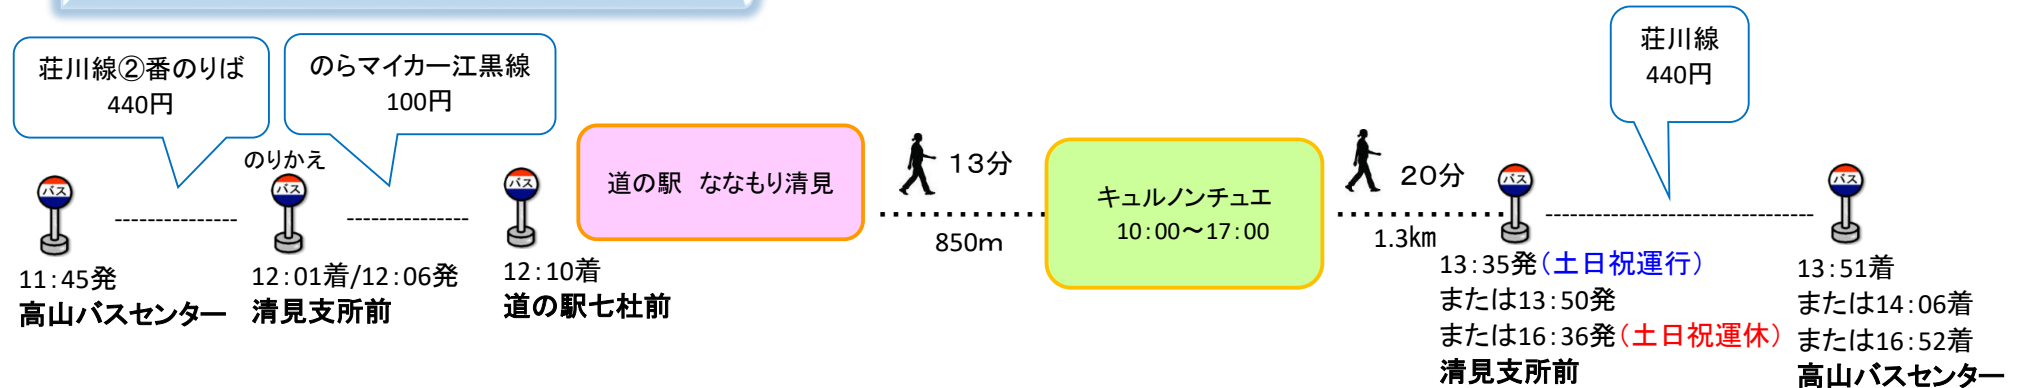 荘川線②番のりば
440円
のらマイカー江黒線
100円
荘川線
440円
のりかえ
バス
バス
バス
道の駅 ななもり清見
13分
850m
キュルノンチュエ
10:00～17:00
20分
1.3km
バス
バス
11:45発
高山バスセンター
12:01着/12:06発
清見支所前
12:10着
道の駅七社前
13:35発(土日祝運行)
または13:50発
または16:36発(土日祝運休)
清見支所前
13:51着
または14:06着
または16:52着
高山バスセンター